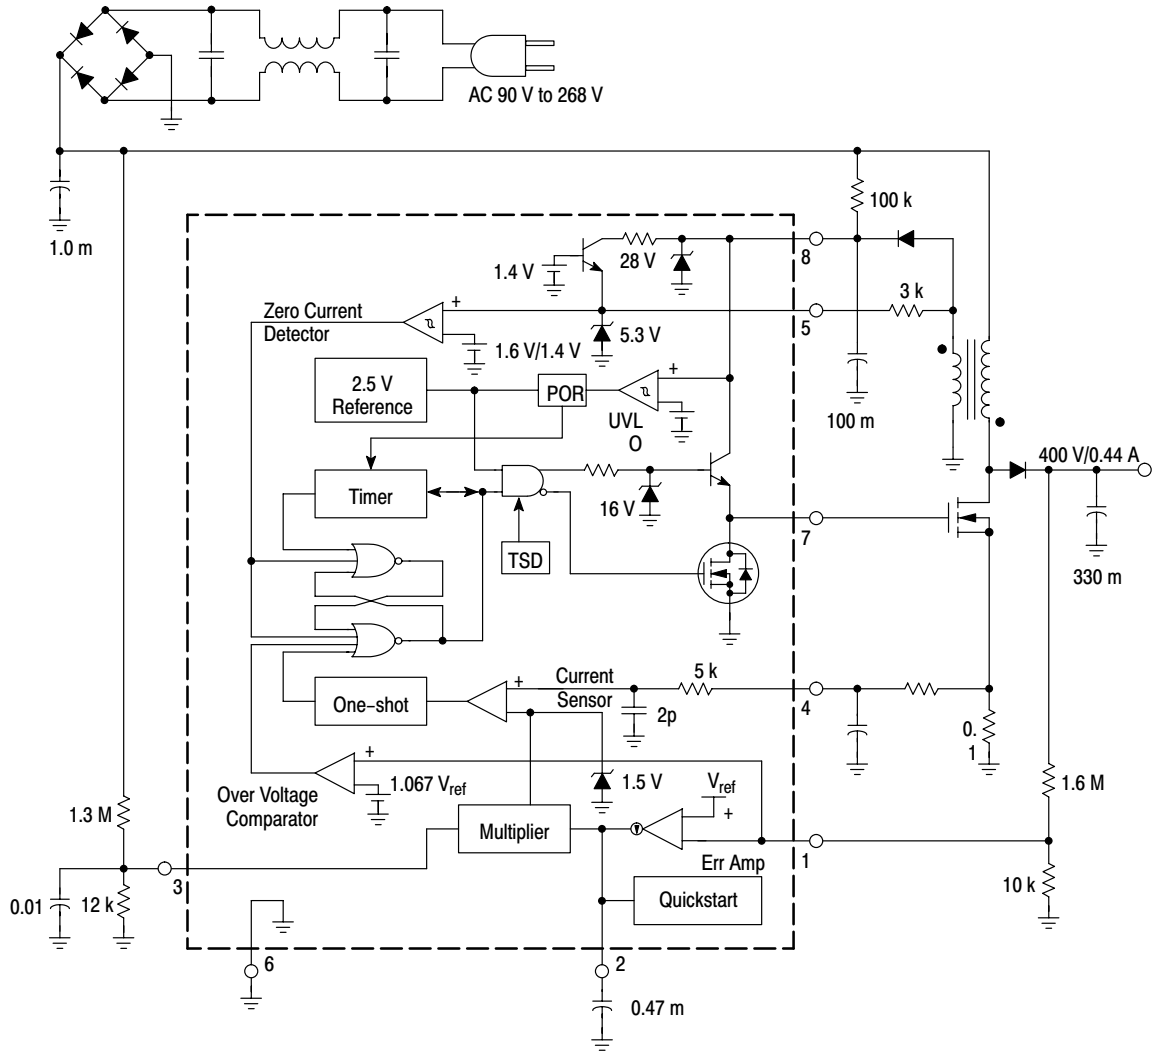 AC 90 V to 268 V
1.0 m
100 k
8
1.4 V
28 V
3 k
5
Zero Current
Detector
+
5.3 V
1.6 V/1.4 V
2.5 V
Reference
POR
+
UVL
O
100 m
400 V/0.44 A
Timer
16 V
7
TSD
330 m
5 k
Current
Sensor
+
One−shot
2p
4
0.
1
+
1.067 Vref
1.5 V
Vref
1.6 M
Over Voltage
Comparator
1.3 M
Multiplier
+
Err Amp
1
3
10 k
0.01
12 k
Quickstart
6
2
0.47 m